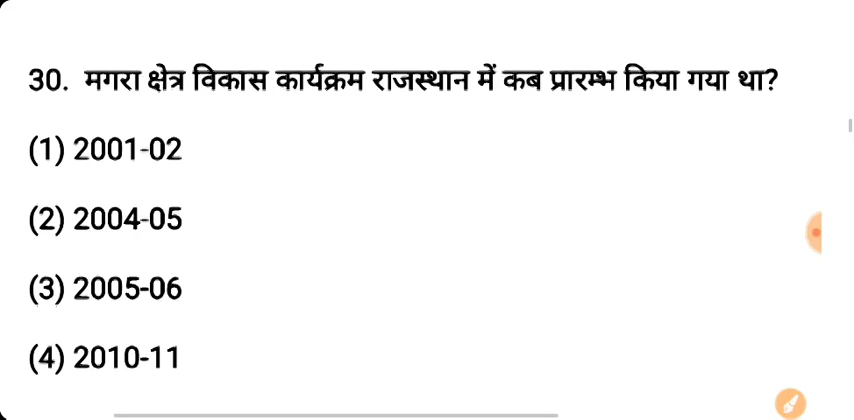 30. मगरा क्षेत्र विकास कार्यक्रम राजस्थान में कब प्रारम्भ किया गया था?
(1) 2001-02
(2) 2004-05
(3) 2005-06
(4) 2010-11